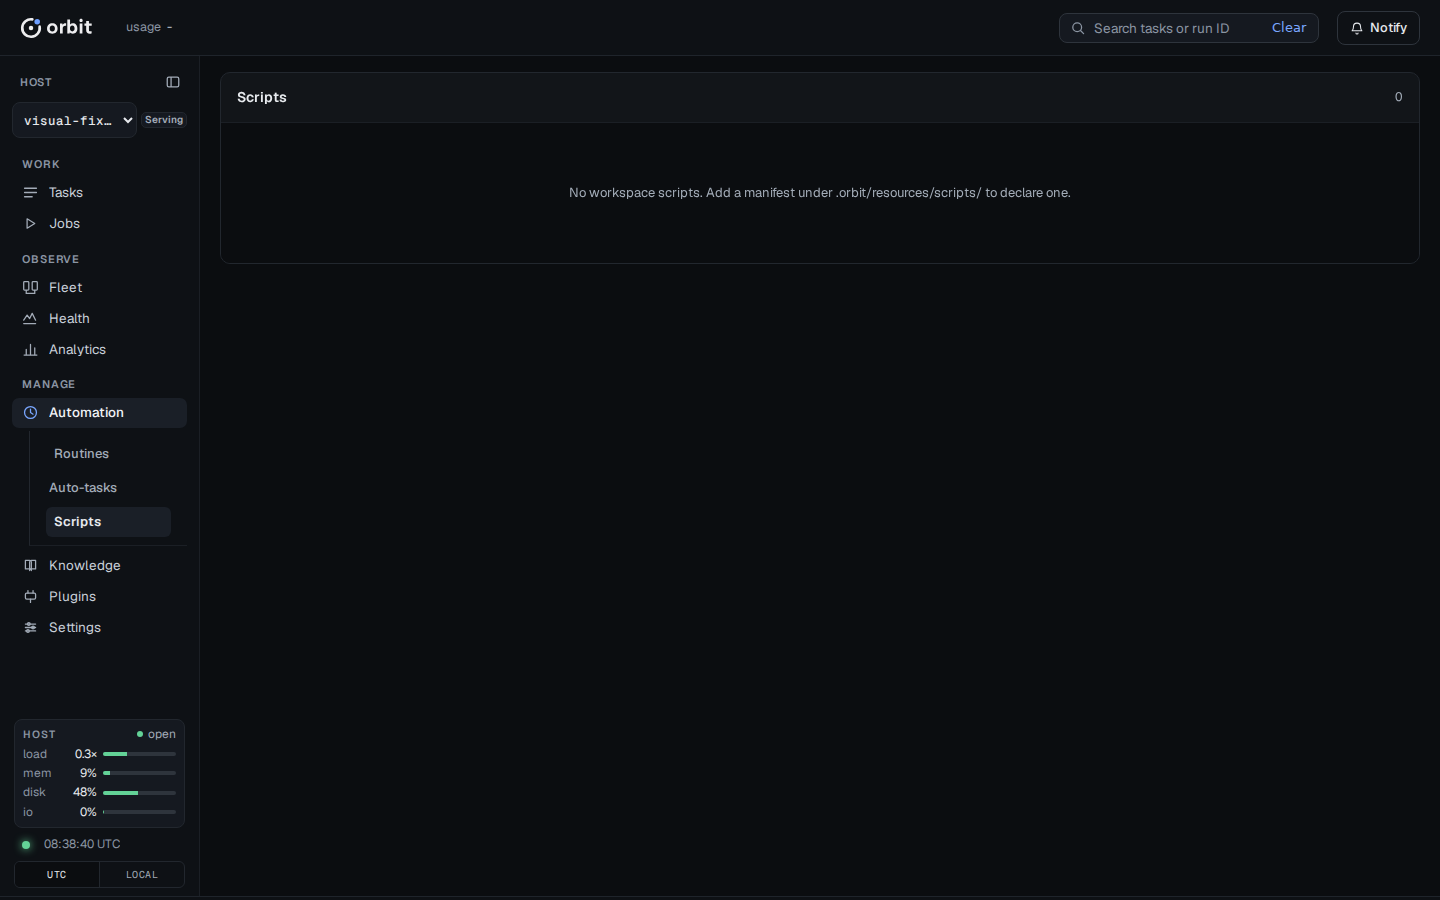 orbit
usage -
Search tasks or run ID
Clear
Notify
HOST
visual-fix…
Serving
WORK
Tasks
Jobs
OBSERVE
Fleet
Health
Analytics
MANAGE
Automation
Routines
Auto-tasks
Scripts
Knowledge
Plugins
Settings
HOST
open
load 0.3×
mem 9%
disk 48%
io 0%
08:38:40 UTC
UTC
LOCAL
Scripts
0
No workspace scripts. Add a manifest under .orbit/resources/scripts/ to declare one.